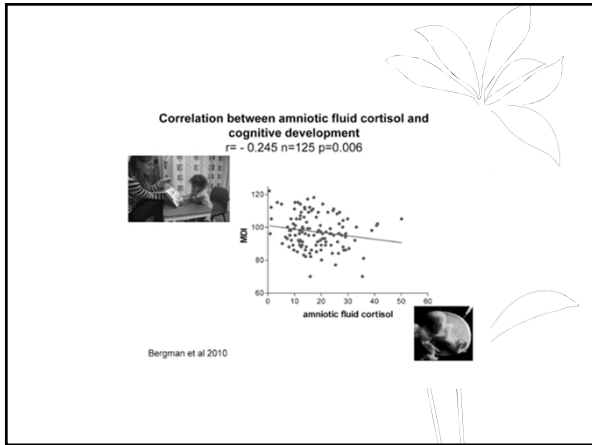 Correlation between amniotic fluid cortisol and
cognitive development
r= - 0.245 n=125 p=0.006
120
100
MDI
80
60
0 10 20 30 40 50 60
amniotic fluid cortisol
Bergman et al 2010